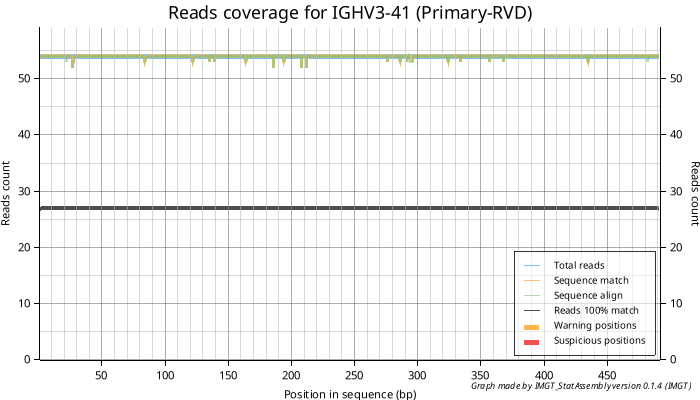 Reads coverage for IGHV3-41 (Primary-RVD)
Reads count
Reads count
50
40
30
20
10
0
50
40
30
20
10
0
Total reads
Sequence match
Sequence align
Reads 100% match
Warning positions
Suspicious positions
50 100 150 200 250 300 350 400 450
Position in sequence (bp)
Graph made by IMGT_StatAssembly version 0.1.4 (IMGT)